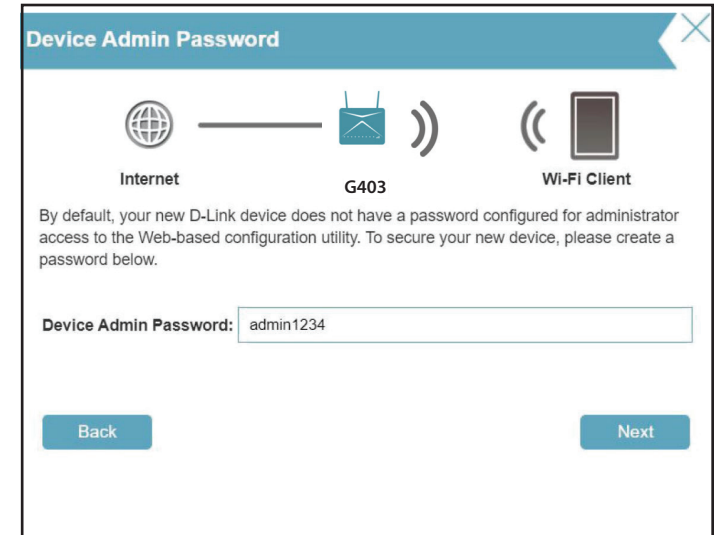 Device Admin Password
Internet
G403
Wi-Fi Client
By default, your new D-Link device does not have a password configured for administrator
access to the Web-based configuration utility. To secure your new device, please create a
password below.
Device Admin Password: admin1234
Back
Next